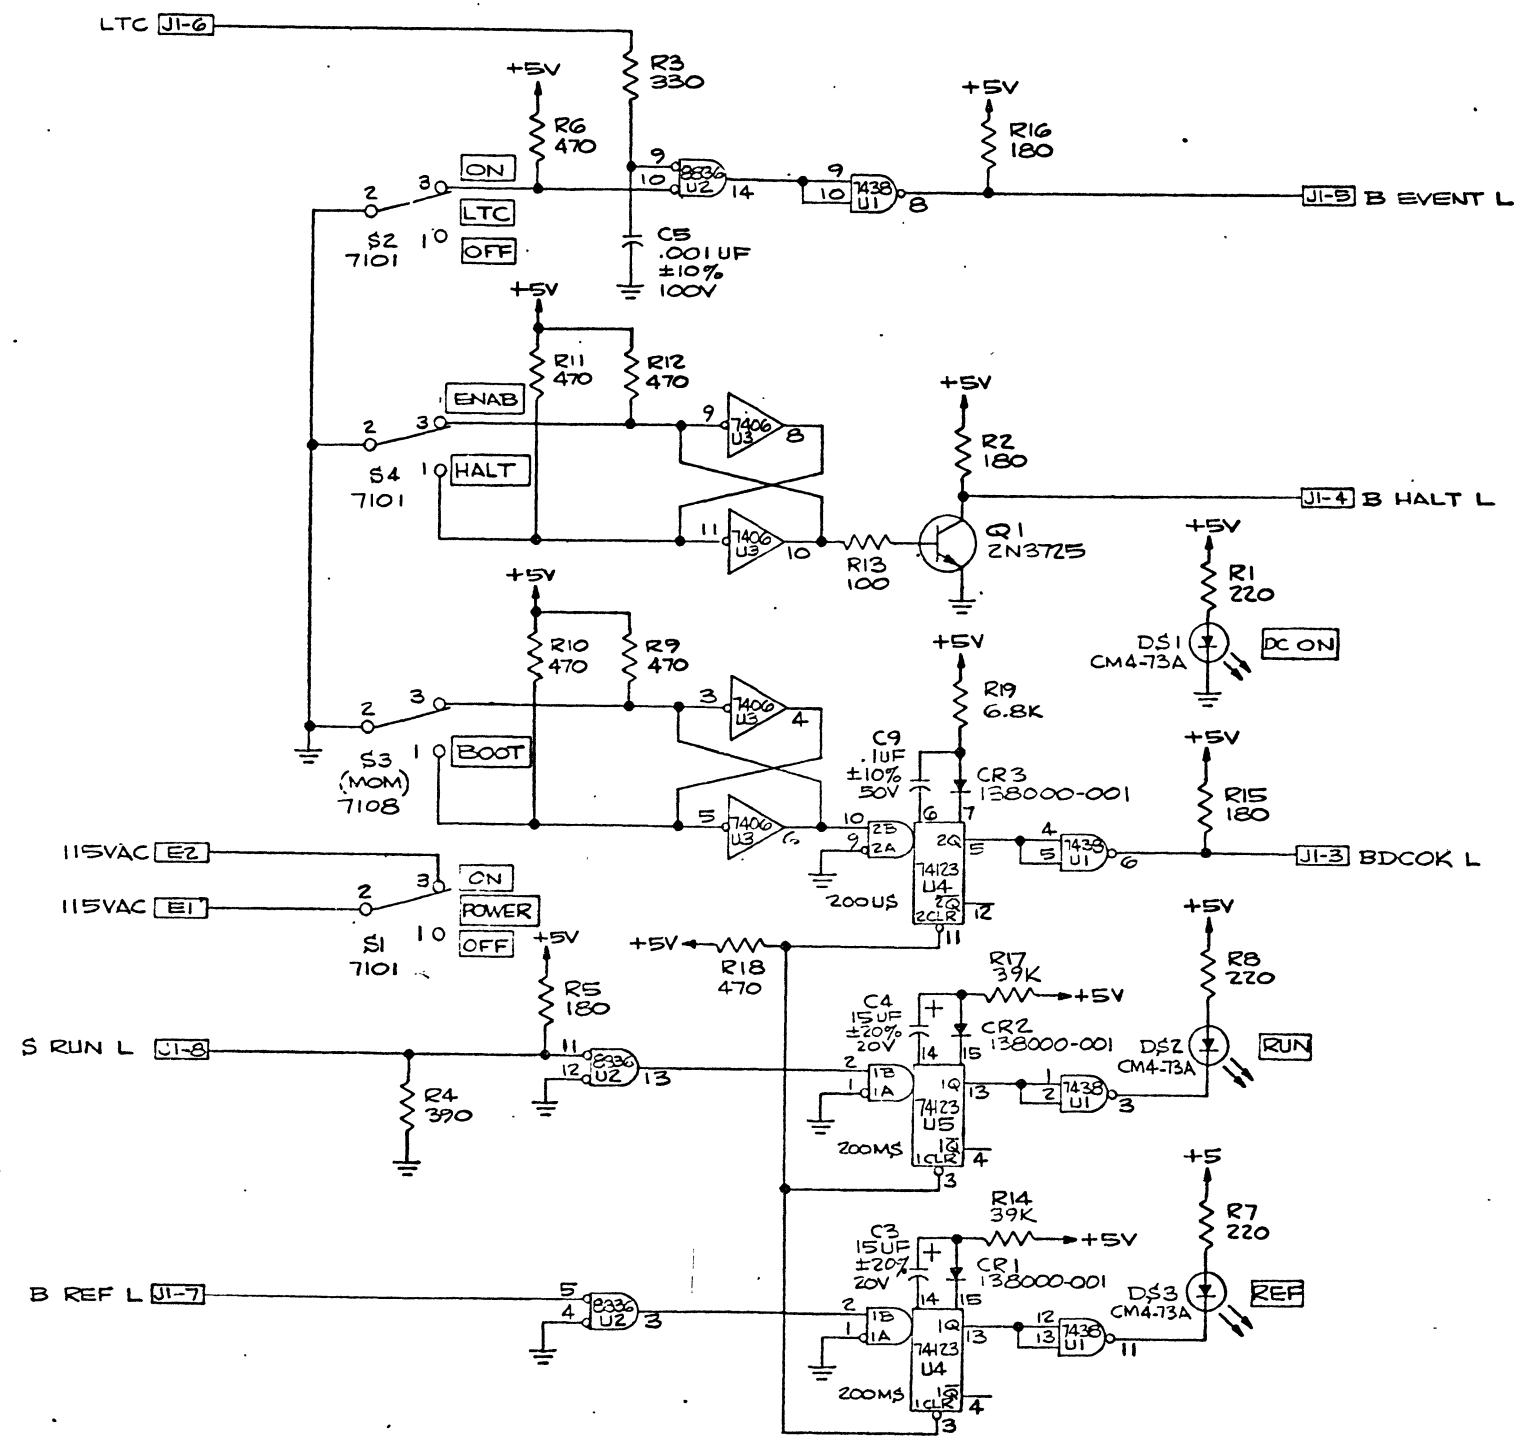 LTC J1-6
R3
330
+5V
R6
470
+5V
R16
180
ON
9
10
8836
U2
14
9
10
7438
U1
8
J1-5 B EVENT L
2
3
LTC
S2
7101
1
OFF
C5
.001UF
±10%
100V
+5V
R11
470
R12
470
ENAB
2
3
9
7406
U3
8
+5V
R2
180
S4
7101
1
HALT
J1-4 B HALT L
11
7406
U3
10
R13
100
Q1
2N3725
+5V
R1
220
DS1
CM4-73A
DC ON
+5V
R10
470
R9
470
+5V
R19
6.8K
2
3
3
7406
U3
4
S3
(MOM)
7108
1
BOOT
C9
.1UF
±10%
50V
CR3
138000-001
6
7
+5V
R15
180
5
7406
U3
6
10
9
2B
2A
2Q
5
74123
U4
2Q
12
2CLR
11
200US
4
5
7438
U1
6
J1-3 BDCOK L
115VAC E2
115VAC E1
2
3
ON
POWER
S1
7101
1
OFF
+5V
R5
180
+5V
R18
470
R17
39K
+5V
C4
15UF
±20%
20V
CR2
138000-001
14
15
+5V
R8
220
DS2
CM4-73A
RUN
S RUN L J1-8
R4
390
11
12
8836
U2
13
2
1
1B
1A
1Q
13
74123
U5
1Q
4
1CLR
3
200MS
1
2
7438
U1
3
R14
39K
+5V
C3
15UF
±20%
20V
CR1
138000-001
14
15
+5
R7
220
DS3
CM4-73A
REF
B REF L J1-7
5
4
8336
U2
3
2
1
1B
1A
1Q
13
74123
U4
1Q
4
1CLR
3
200MS
12
13
7438
U1
11